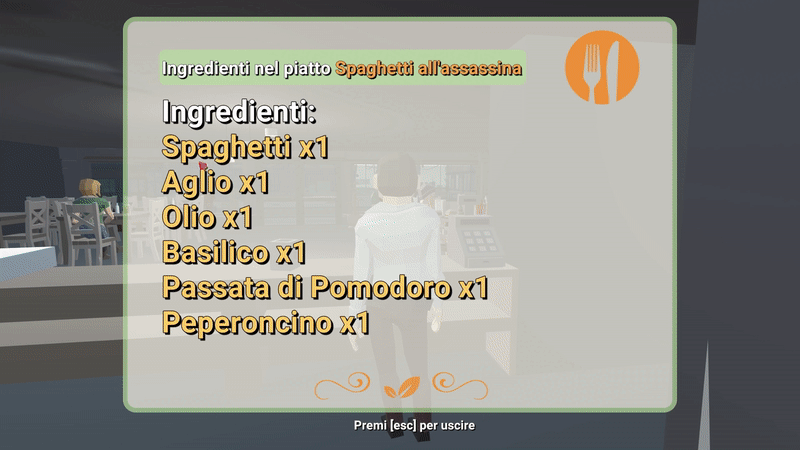 Ingredienti nel piatto Spaghetti all'assassina
Ingredienti:
Spaghetti x1
Aglio x1
Olio x1
Basilico x1
Passata di Pomodoro x1
Peperoncino x1
Premi [esc] per uscire